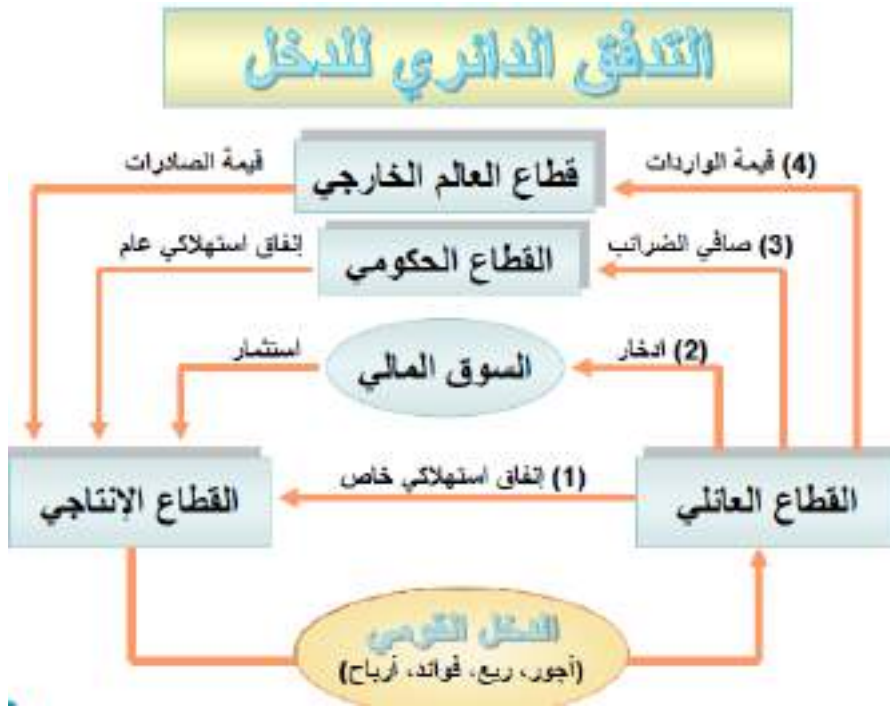 التدفق الدائري للدخل
(4) قيمة الواردات
قطاع العالم الخارجي
قيمة الصادرات
(3) صافي الضرائب
القطاع الحكومي
إنفاق استهلاكي عام
(2) ادخار
السوق المالي
استثمار
القطاع العائلي
(1) إنفاق استهلاكي خاص
القطاع الإنتاجي
الدخل القومي
(أجور، ريع، فوائد، أرباح)